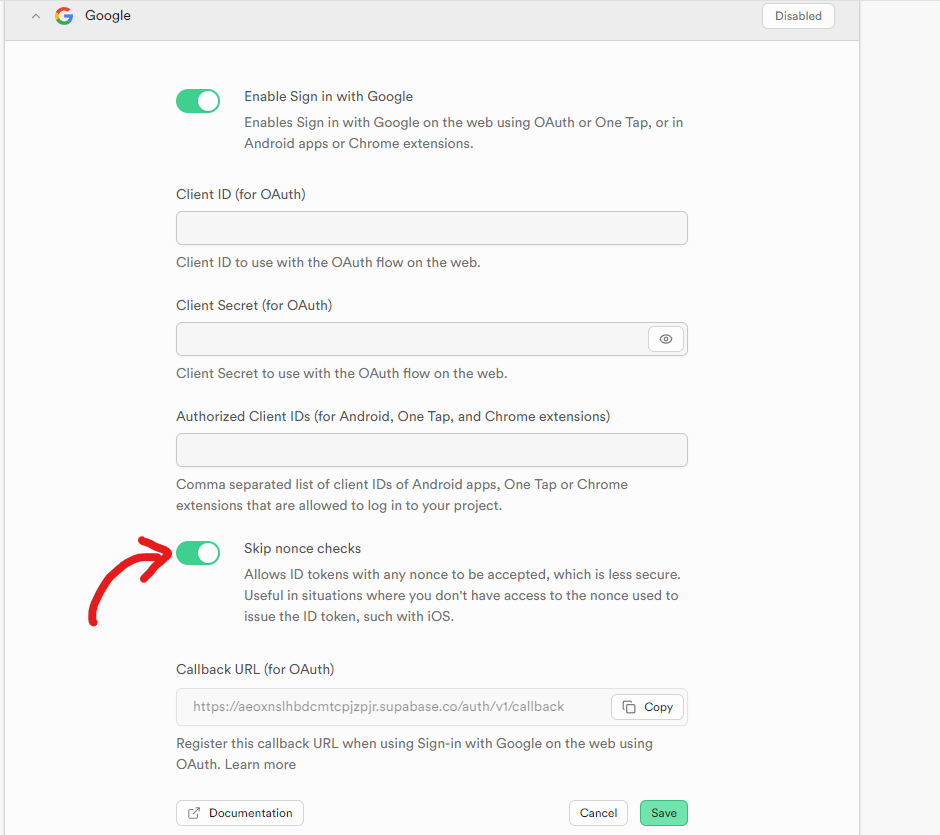 Google
Disabled
Enable Sign in with Google
Enables Sign in with Google on the web using OAuth or One Tap, or in
Android apps or Chrome extensions.
Client ID (for OAuth)
Client ID to use with the OAuth flow on the web.
Client Secret (for OAuth)
Client Secret to use with the OAuth flow on the web.
Authorized Client IDs (for Android, One Tap, and Chrome extensions)
Comma separated list of client IDs of Android apps, One Tap or Chrome
extensions that are allowed to log in to your project.
Skip nonce checks
Allows ID tokens with any nonce to be accepted, which is less secure.
Useful in situations where you don't have access to the nonce used to
issue the ID token, such with iOS.
Callback URL (for OAuth)
https://aeoxnslhbdcmtcpjzpjr.supabase.co/auth/v1/callback
Copy
Register this callback URL when using Sign-in with Google on the web using
OAuth. Learn more
Documentation
Cancel
Save